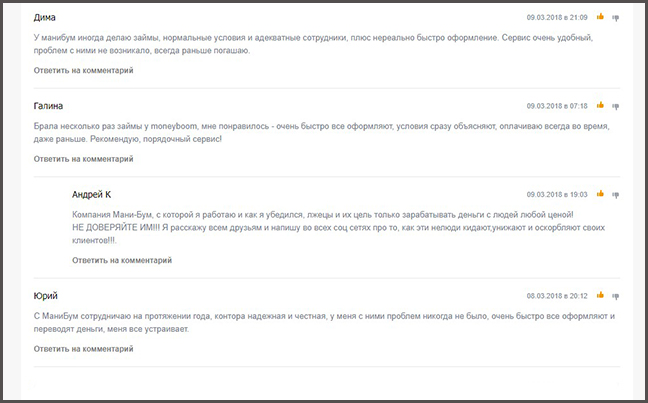 Дима
09.03.2018 в 21:09
У манибум иногда делаю займы, нормальные условия и адекватные сотрудники, плюс нереально быстро оформление. Сервис очень удобный,
проблем с ними не возникало, всегда раньше погашаю.
Ответить на комментарий
Галина
09.03.2018 в 07:18
Брала несколько раз займы у moneyboom, мне понравилось - очень быстро все оформляют, условия сразу объясняют, оплачиваю всегда во время,
даже раньше. Рекомендую, порядочный сервис!
Ответить на комментарий
Андрей К
09.03.2018 в 19:03
Компания Мани-Бум, с которой я работаю и как я убедился, лжецы и их цель только зарабатывать деньги с людей любой ценой!
НЕ ДОВЕРЯЙТЕ ИМ!!! Я расскажу всем друзьям и напишу во всех соц сетях про то, как эти нелюди кидают,унижают и оскорбляют своих
клиентов!!!.
Ответить на комментарий
Юрий
08.03.2018 в 20:12
С МаниБум сотрудничаю на протяжении года, контора надежная и честная, у меня с ними проблем никогда не было, очень быстро все оформляют и
переводят деньги, меня все устраивает.
Ответить на комментарий